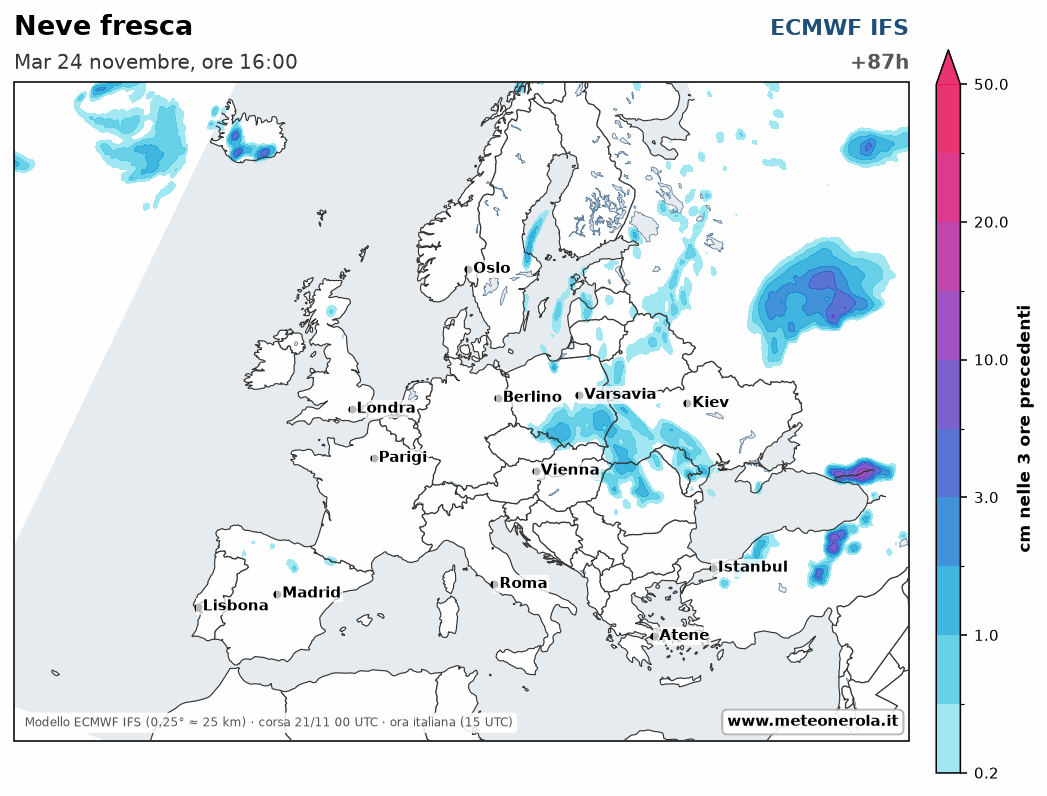 Neve fresca
ECMWF IFS
Mar 24 novembre, ore 16:00
+87h
50.0
20.0
10.0
3.0
1.0
0.2
cm nelle 3 ore precedenti
Oslo
Berlino
Varsavia
Kiev
Londra
Parigi
Vienna
Istanbul
Roma
Madrid
Lisbona
Atene
Modello ECMWF IFS (0,25° ≈ 25 km) · corsa 21/11 00 UTC · ora italiana (15 UTC)
www.meteonerola.it